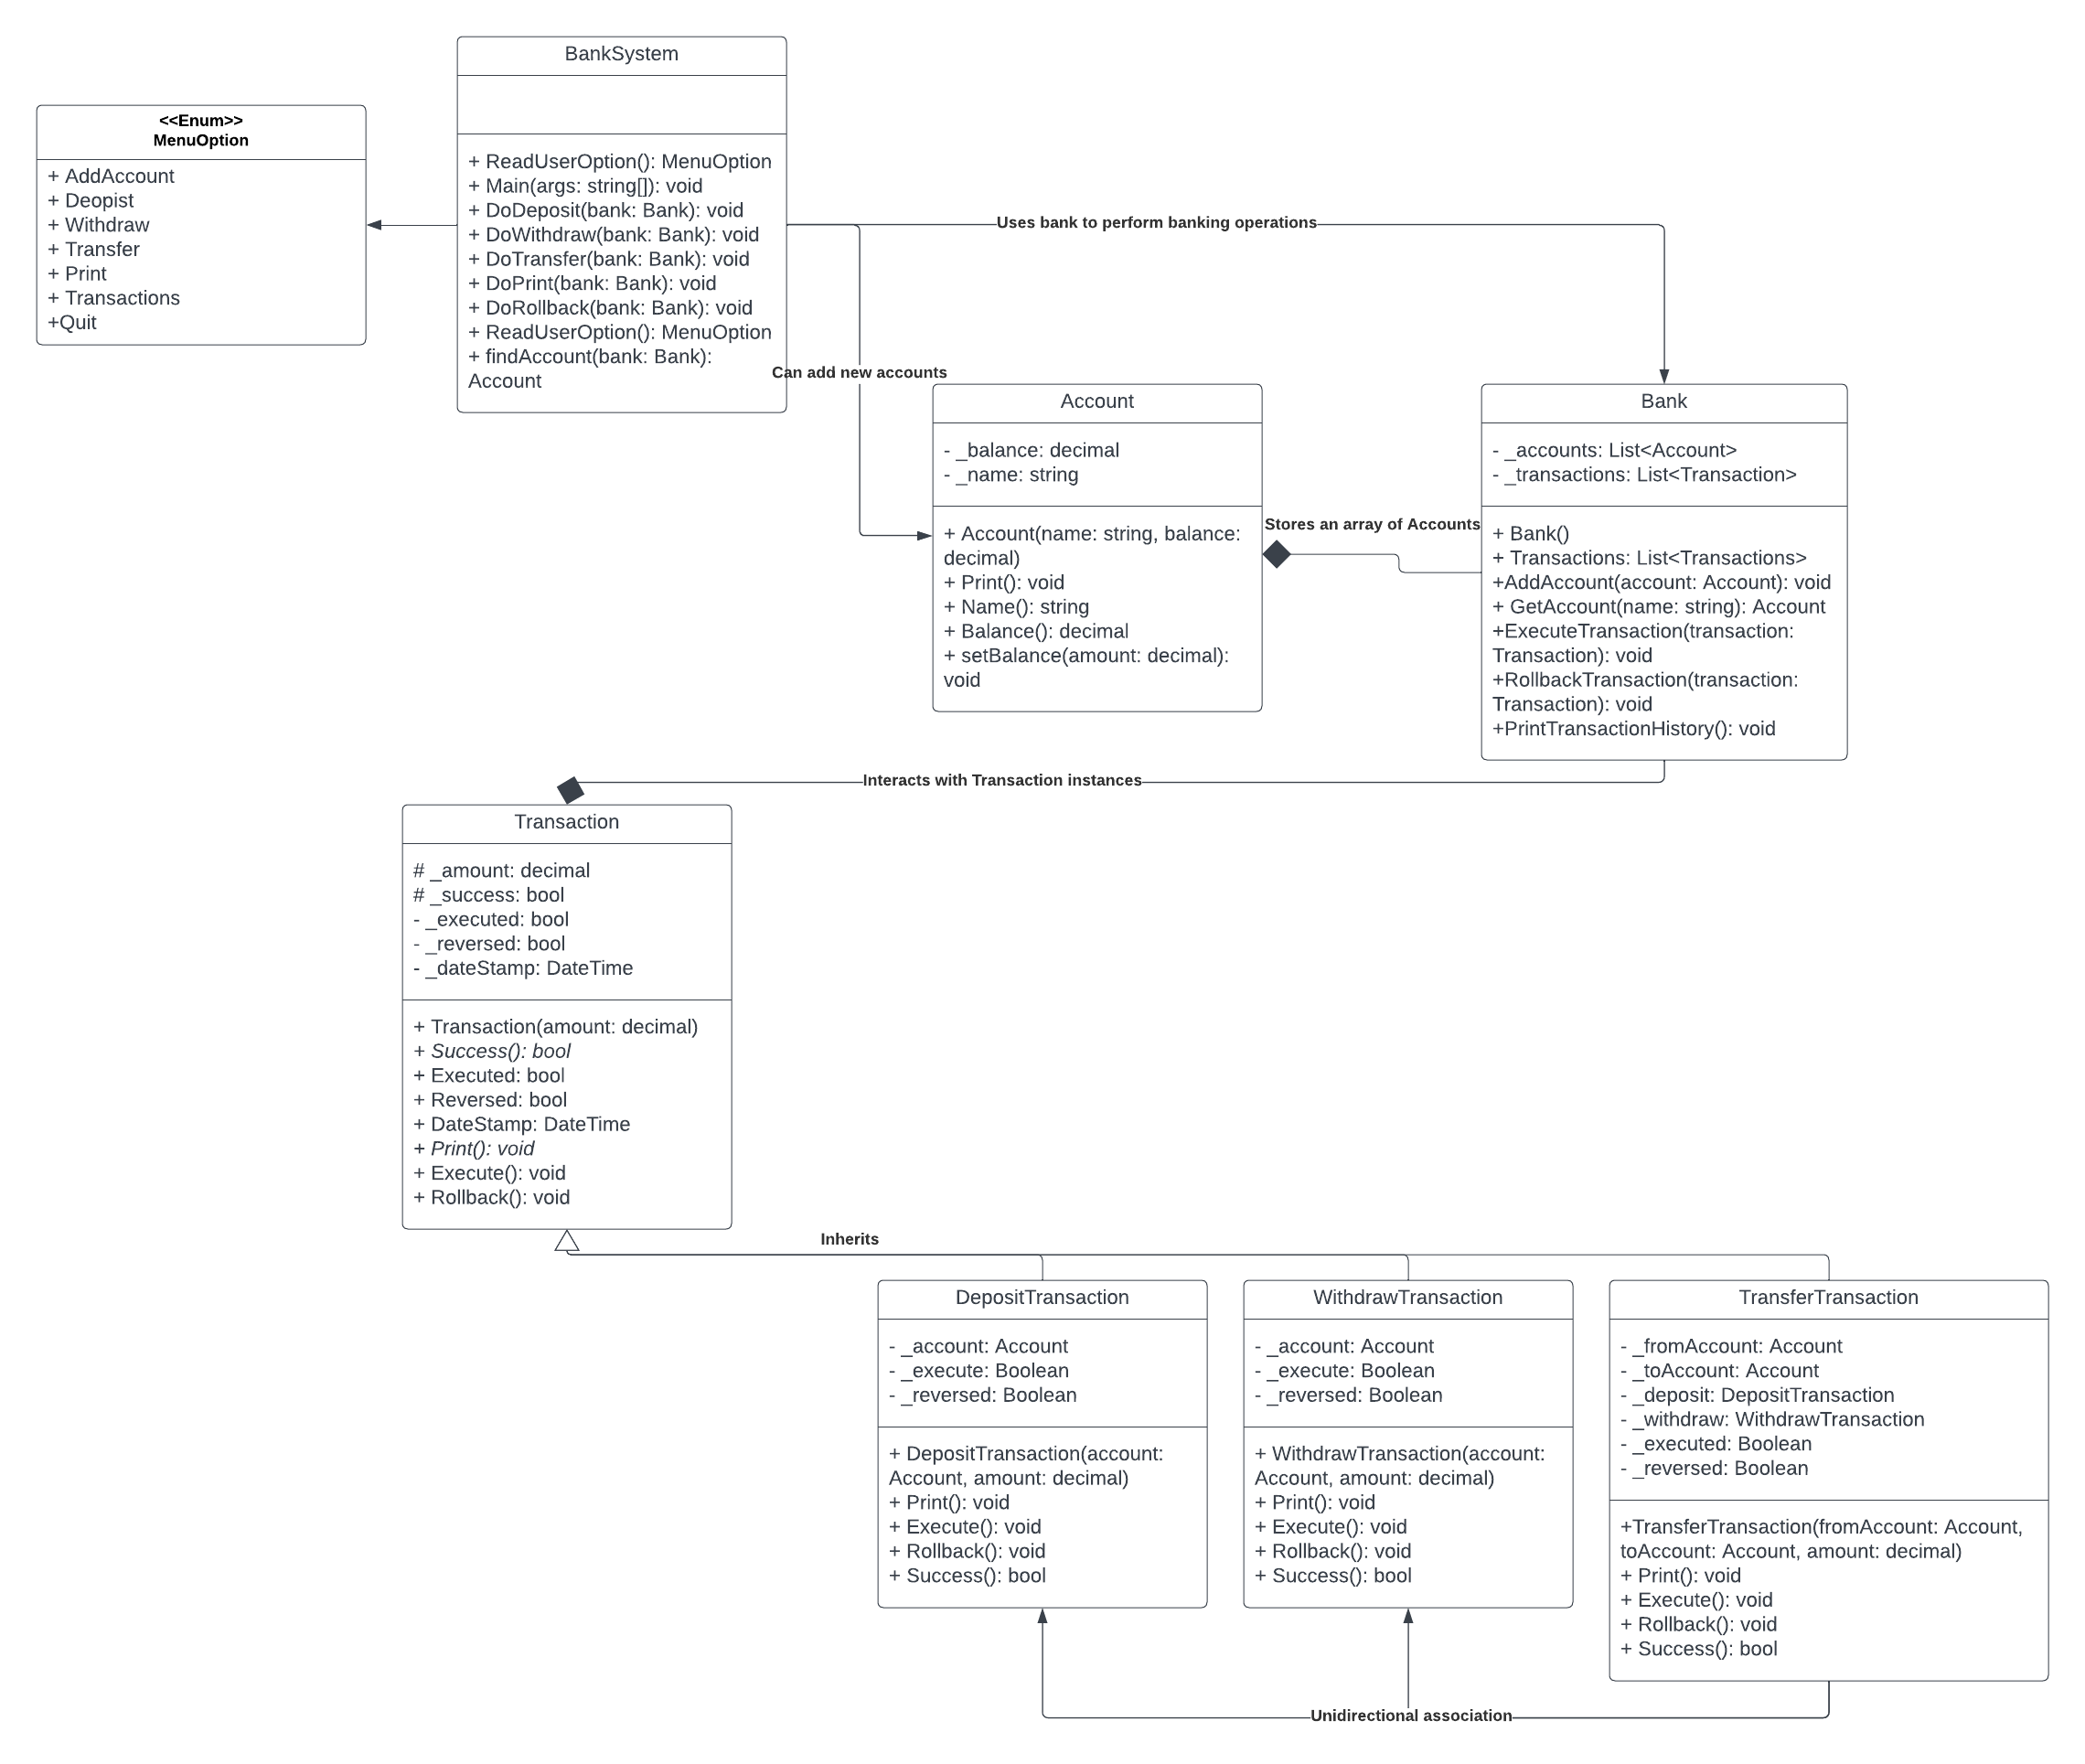 BankSystem
+ ReadUserOption(): MenuOption
+ Main(args: string[]): void
+ DoDeposit(bank: Bank): void
+ DoWithdraw(bank: Bank): void
+ DoTransfer(bank: Bank): void
+ DoPrint(bank: Bank): void
+ DoRollback(bank: Bank): void
+ ReadUserOption(): MenuOption
+ findAccount(bank: Bank):
Account
<<Enum>>
MenuOption
+ AddAccount
+ Deopist
+ Withdraw
+ Transfer
+ Print
+ Transactions
+Quit
Uses bank to perform banking operations
Can add new accounts
Account
- _balance: decimal
- _name: string
+ Account(name: string, balance:
decimal)
+ Print(): void
+ Name(): string
+ Balance(): decimal
+ setBalance(amount: decimal):
void
Stores an array of Accounts
Bank
- _accounts: List<Account>
- _transactions: List<Transaction>
+ Bank()
+ Transactions: List<Transactions>
+AddAccount(account: Account): void
+ GetAccount(name: string): Account
+ExecuteTransaction(transaction:
Transaction): void
+RollbackTransaction(transaction:
Transaction): void
+PrintTransactionHistory(): void
Interacts with Transaction instances
Transaction
# _amount: decimal
# _success: bool
- _executed: bool
- _reversed: bool
- _dateStamp: DateTime
+ Transaction(amount: decimal)
+ Success(): bool
+ Executed: bool
+ Reversed: bool
+ DateStamp: DateTime
+ Print(): void
+ Execute(): void
+ Rollback(): void
Inherits
DepositTransaction
- _account: Account
- _execute: Boolean
- _reversed: Boolean
+ DepositTransaction(account:
Account, amount: decimal)
+ Print(): void
+ Execute(): void
+ Rollback(): void
+ Success(): bool
WithdrawTransaction
- _account: Account
- _execute: Boolean
- _reversed: Boolean
+ WithdrawTransaction(account:
Account, amount: decimal)
+ Print(): void
+ Execute(): void
+ Rollback(): void
+ Success(): bool
TransferTransaction
- _fromAccount: Account
- _toAccount: Account
- _deposit: DepositTransaction
- _withdraw: WithdrawTransaction
- _executed: Boolean
- _reversed: Boolean
+TransferTransaction(fromAccount: Account,
toAccount: Account, amount: decimal)
+ Print(): void
+ Execute(): void
+ Rollback(): void
+ Success(): bool
Unidirectional association